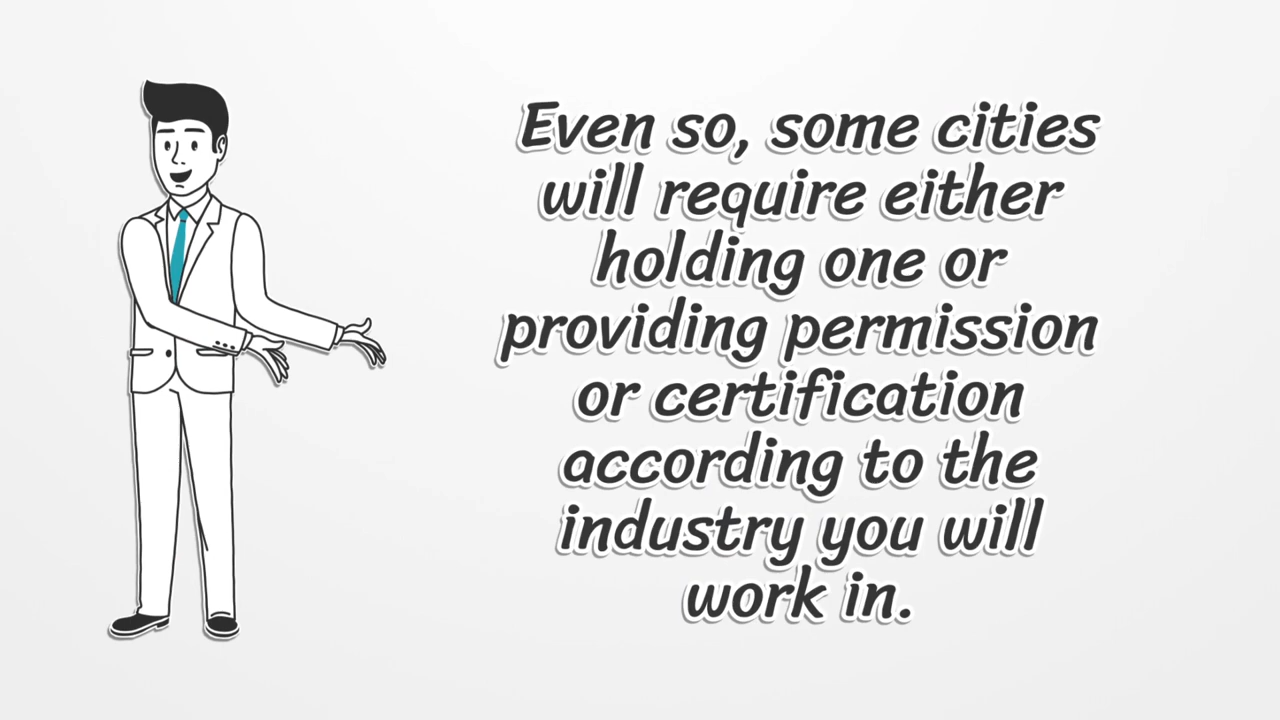 Even so, some cities
will require either
holding one or
providing permission
or certification
according to the
industry you will
work in.